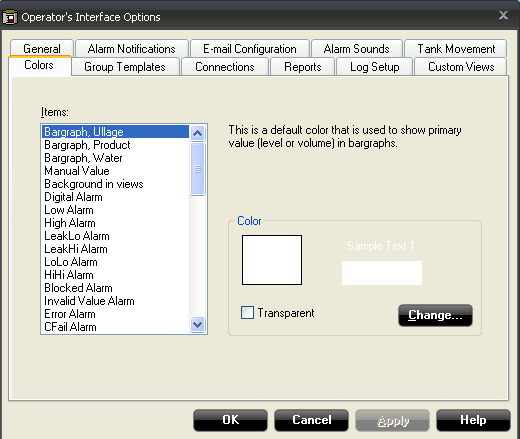 Operator's Interface Options
General
Alarm Notifications
E-mail Configuration
Alarm Sounds
Tank Movement
Colors
Group Templates
Connections
Reports
Log Setup
Custom Views
Items:
Bargraph, Ullage
Bargraph, Product
Bargraph, Water
Manual Value
Background in views
Digital Alarm
Low Alarm
High Alarm
LeakLo Alarm
LeakHi Alarm
LoLo Alarm
HiHi Alarm
Blocked Alarm
Invalid Value Alarm
Error Alarm
CFail Alarm
This is a default color that is used to show primary
value (level or volume) in bargraphs.
Color
Sample Text 1
Transparent
Change...
OK
Cancel
Apply
Help